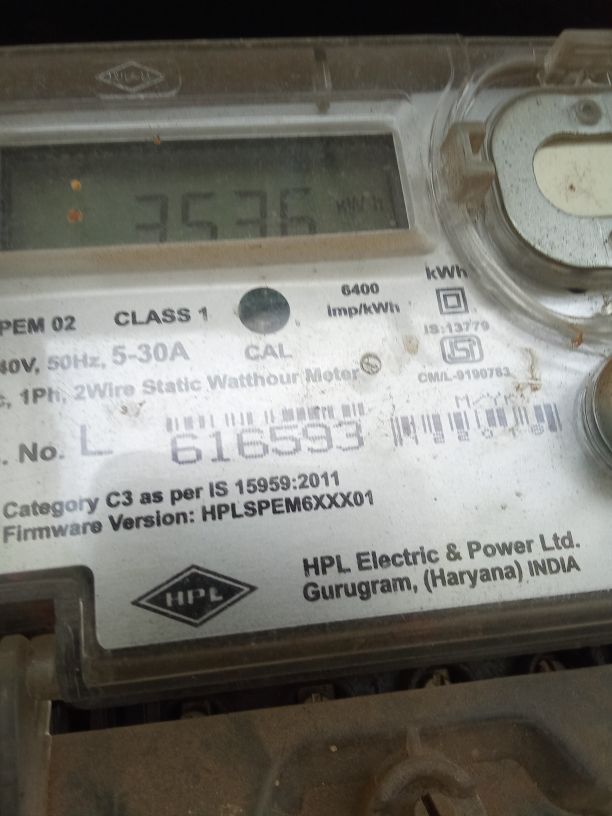 3536 kWh
kWh
6400
Imp/kWh
PEM 02 CLASS 1
CAL
IS:13779
40V, 50Hz, 5-30A
CM/L-9190763
, 1Ph, 2Wire Static Watthour Meter
. No. L 616593
M/Yr
Category C3 as per IS 15959:2011
Firmware Version: HPLSPEM6XXX01
HPL
HPL Electric & Power Ltd.
Gurugram, (Haryana) INDIA